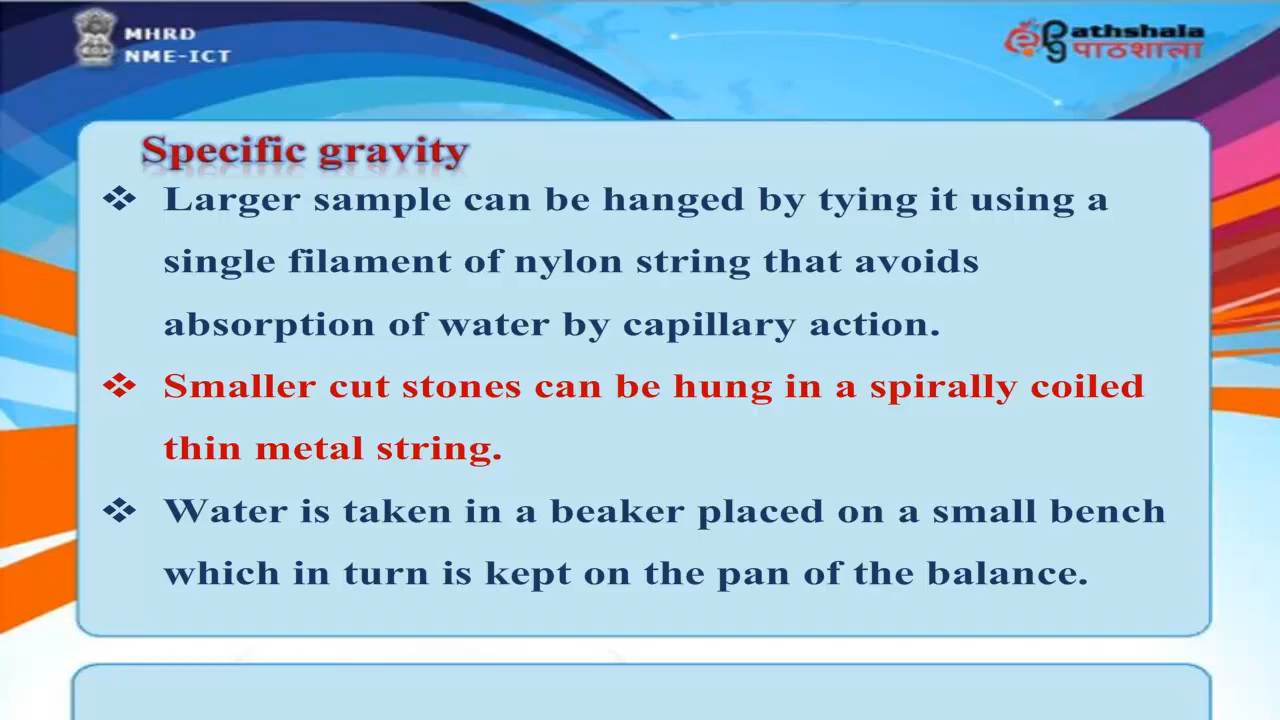 MHRD
NME-ICT
athshala
पाठशाला
Specific gravity
❖ Larger sample can be hanged by tying it using a
single filament of nylon string that avoids
absorption of water by capillary action.
❖ Smaller cut stones can be hung in a spirally coiled
thin metal string.
❖ Water is taken in a beaker placed on a small bench
which in turn is kept on the pan of the balance.